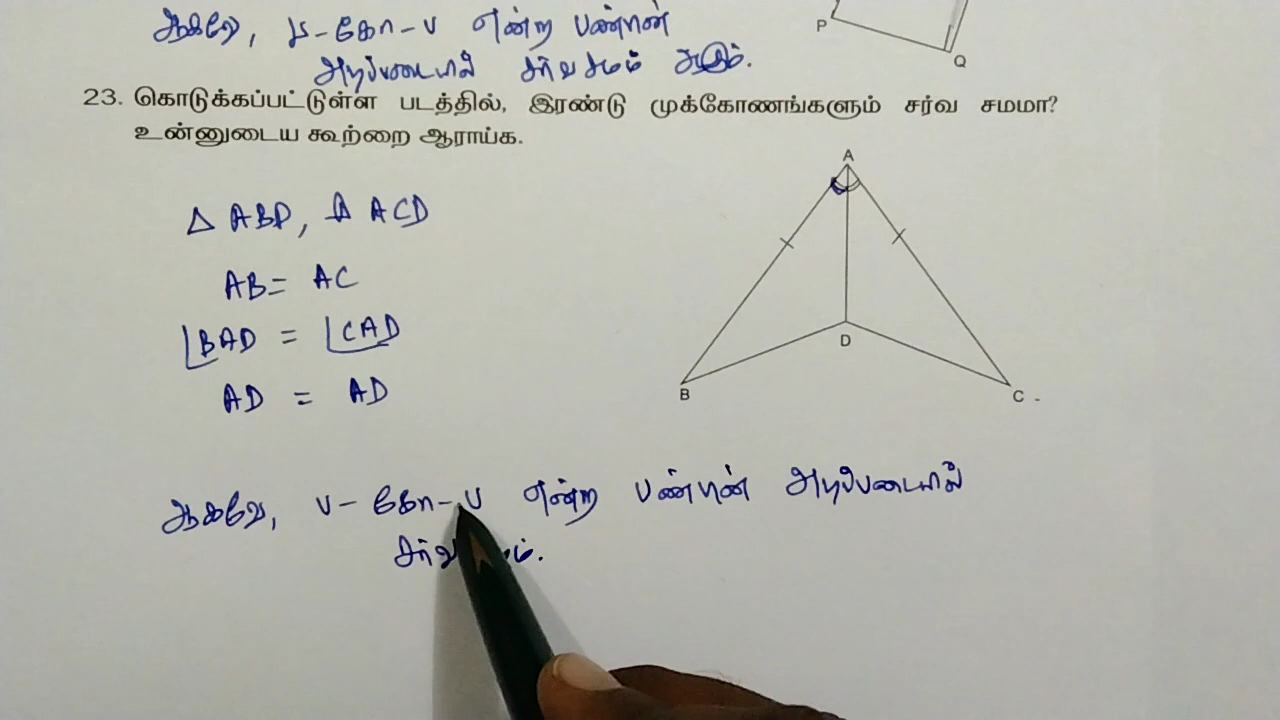 ஆகவே, ப-கோ-ப என்ற பண்பின்
P
அடிப்படையில் சர்வசமம் ஆகும்.
Q
23. கொடுக்கப்பட்டுள்ள படத்தில், இரண்டு முக்கோணங்களும் சர்வ சமமா?
உன்னுடைய கூற்றை ஆராய்க.
A
Δ ABD, Δ ACD
AB = AC
∠BAD = ∠CAD
D
AD = AD
B
C
ஆகவே, ப - கோ-ப என்ற பண்பின் அடிப்படையில்